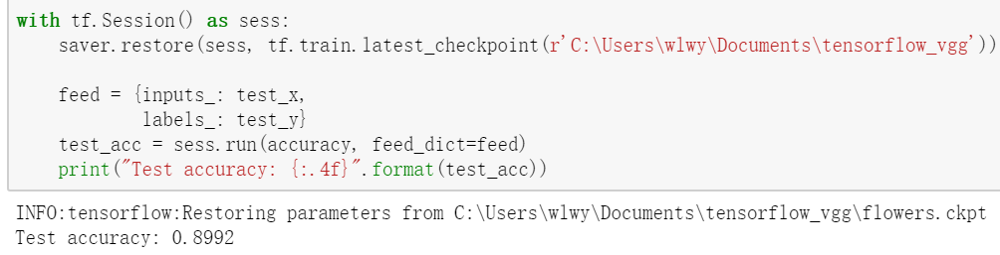 with tf.Session() as sess:
    saver.restore(sess, tf.train.latest_checkpoint(r'C:\Users\wlwy\Documents\tensorflow_vgg'))
    feed = {inputs_: test_x,
            labels_: test_y}
    test_acc = sess.run(accuracy, feed_dict=feed)
    print("Test accuracy: {:.4f}".format(test_acc))
INFO:tensorflow:Restoring parameters from C:\Users\wlwy\Documents\tensorflow_vgg\flowers.ckpt
Test accuracy: 0.8992